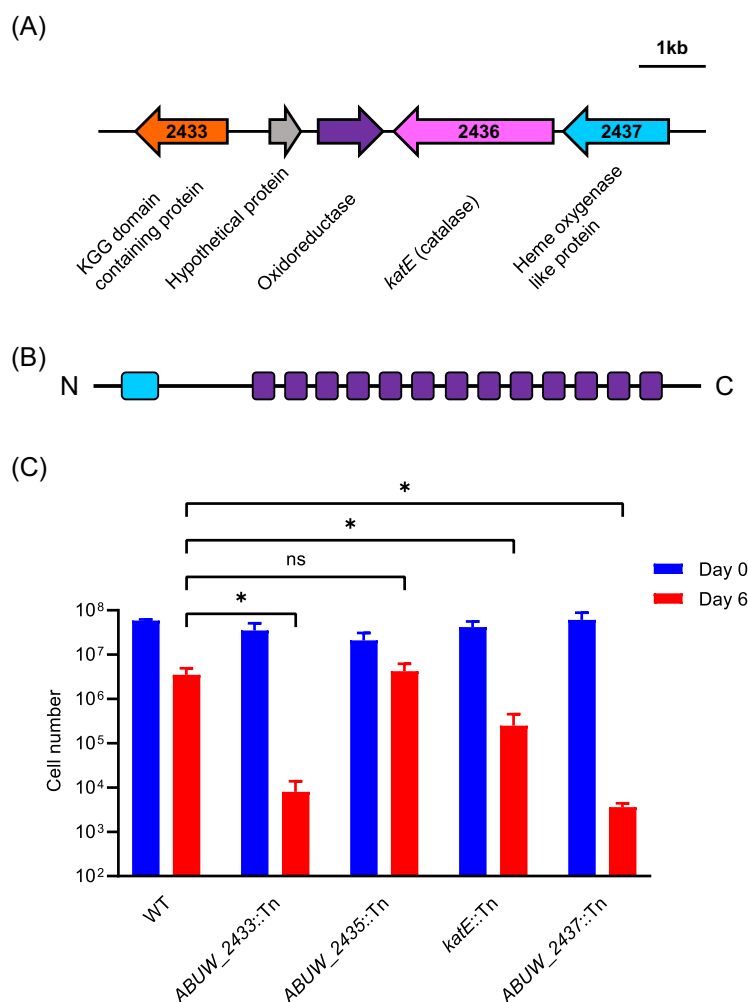 (A)
1kb
2433
2436
2437
KGG domain
containing protein
Hypothetical protein
Oxidoreductase
katE (catalase)
Heme oxygenase
like protein
(B)
N
C
(C)
*
*
ns
*
Day 0
Day 6
Cell number
10⁸
10⁷
10⁶
10⁵
10⁴
10³
10²
WT
ABUW_2433::Tn
ABUW_2435::Tn
katE::Tn
ABUW_2437::Tn